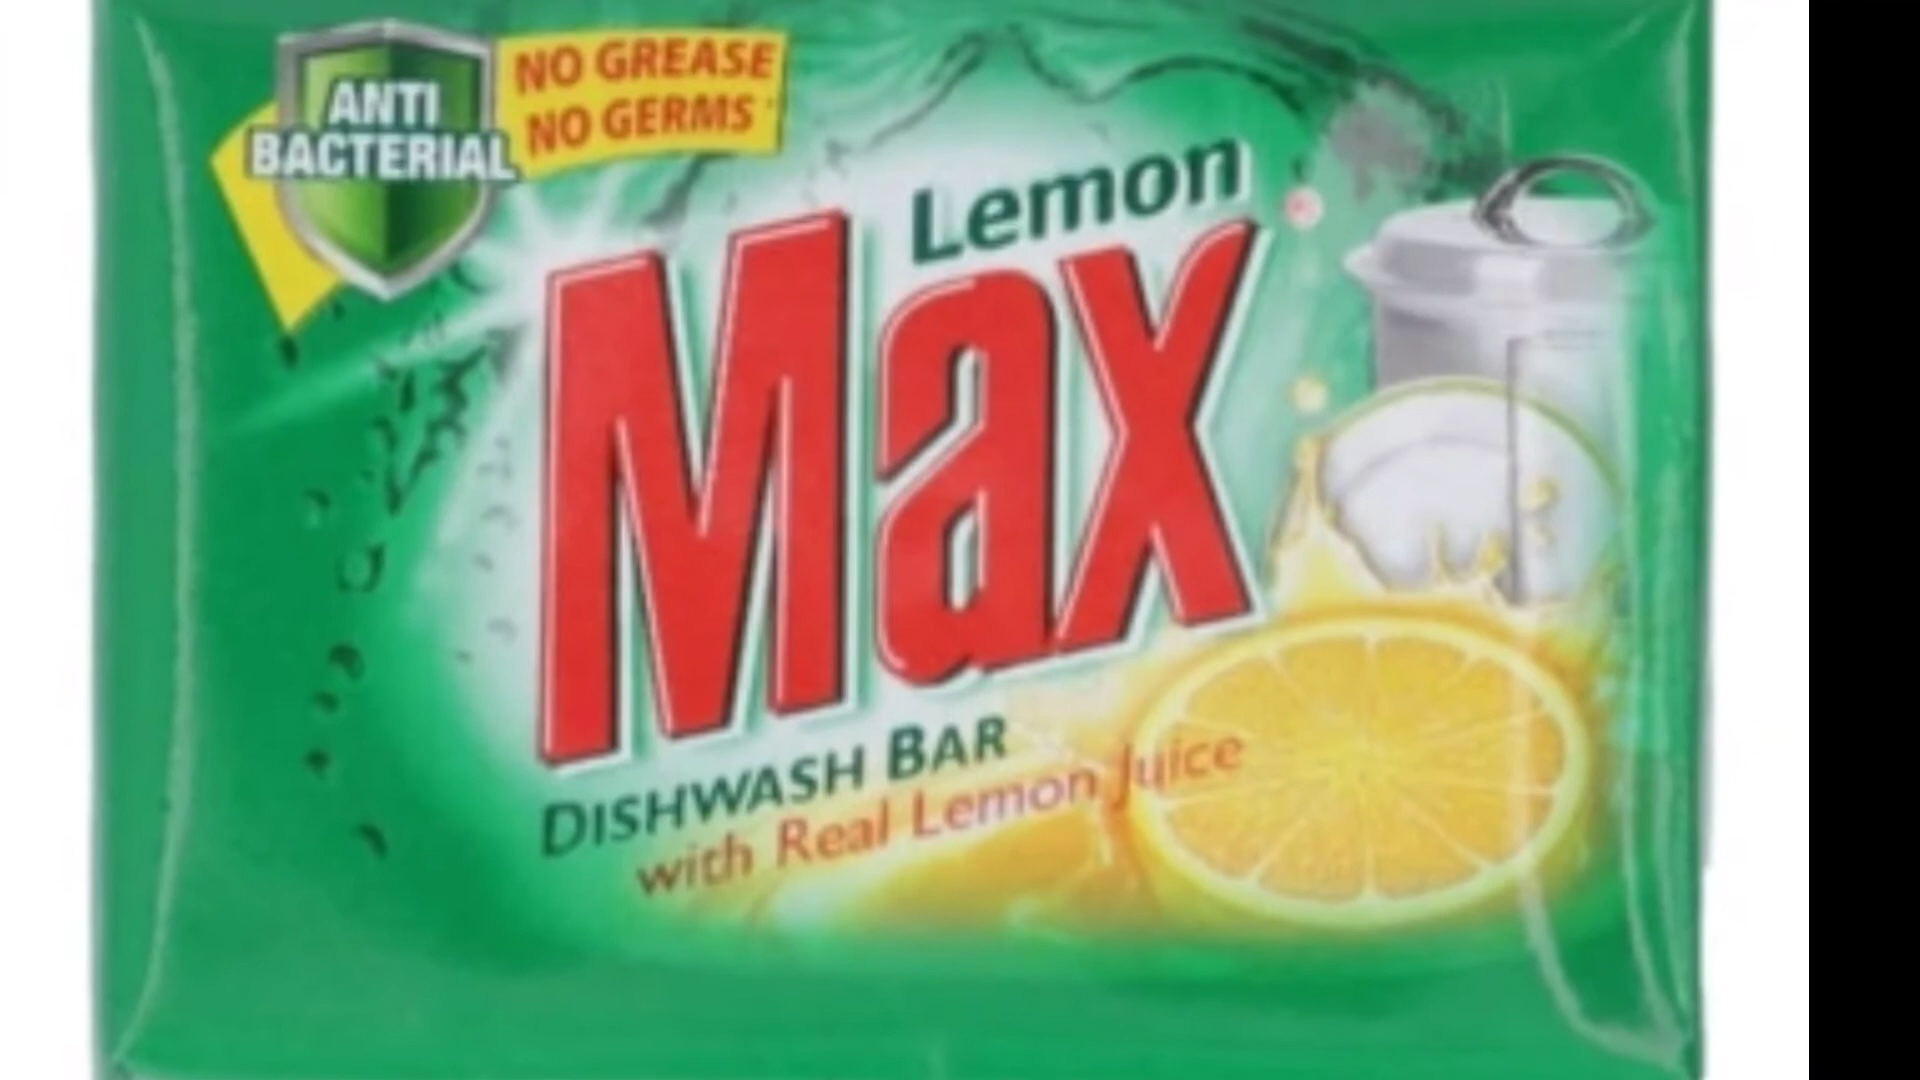 ANTI
BACTERIAL
NO GREASE
NO GERMS
Lemon
Max
DISHWASH BAR
with Real Lemon Juice